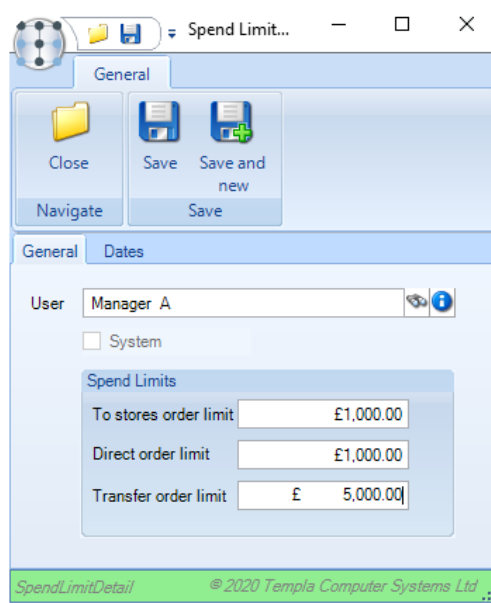 Spend Limit...
General
Close
Save
Save and
new
Navigate
Save
General
Dates
User
Manager A
System
Spend Limits
To stores order limit
£1,000.00
Direct order limit
£1,000.00
Transfer order limit
£ 5,000.00
SpendLimitDetail
© 2020 Templa Computer Systems Ltd